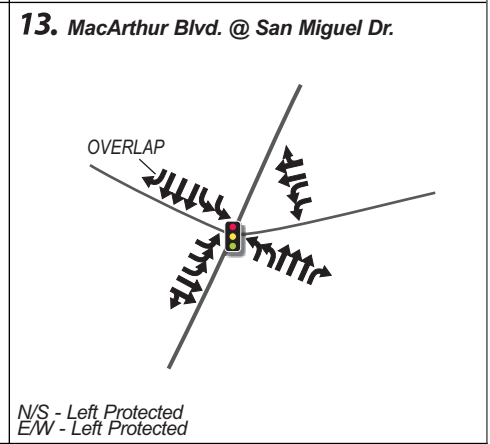 13. MacArthur Blvd. @ San Miguel Dr.
OVERLAP
N/S - Left Protected
E/W - Left Protected